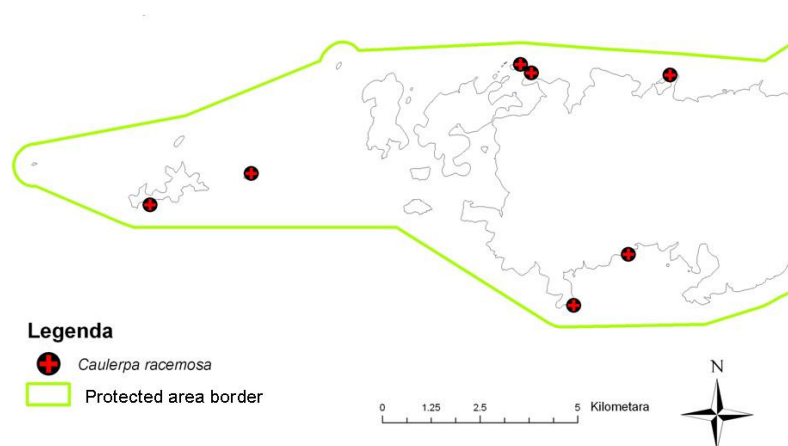 Legenda
Caulerpa racemosa
Protected area border
0 1.25 2.5 5 Kilometara
N